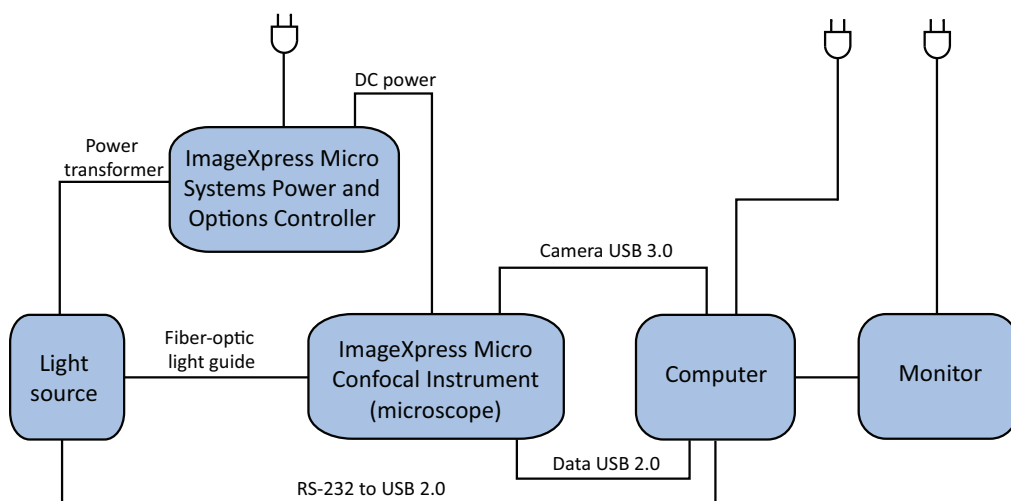 DC power
Power
transformer
ImageXpress Micro
Systems Power and
Options Controller
Camera USB 3.0
Fiber-optic
light guide
Light
source
ImageXpress Micro
Confocal Instrument
(microscope)
Computer
Monitor
Data USB 2.0
RS-232 to USB 2.0